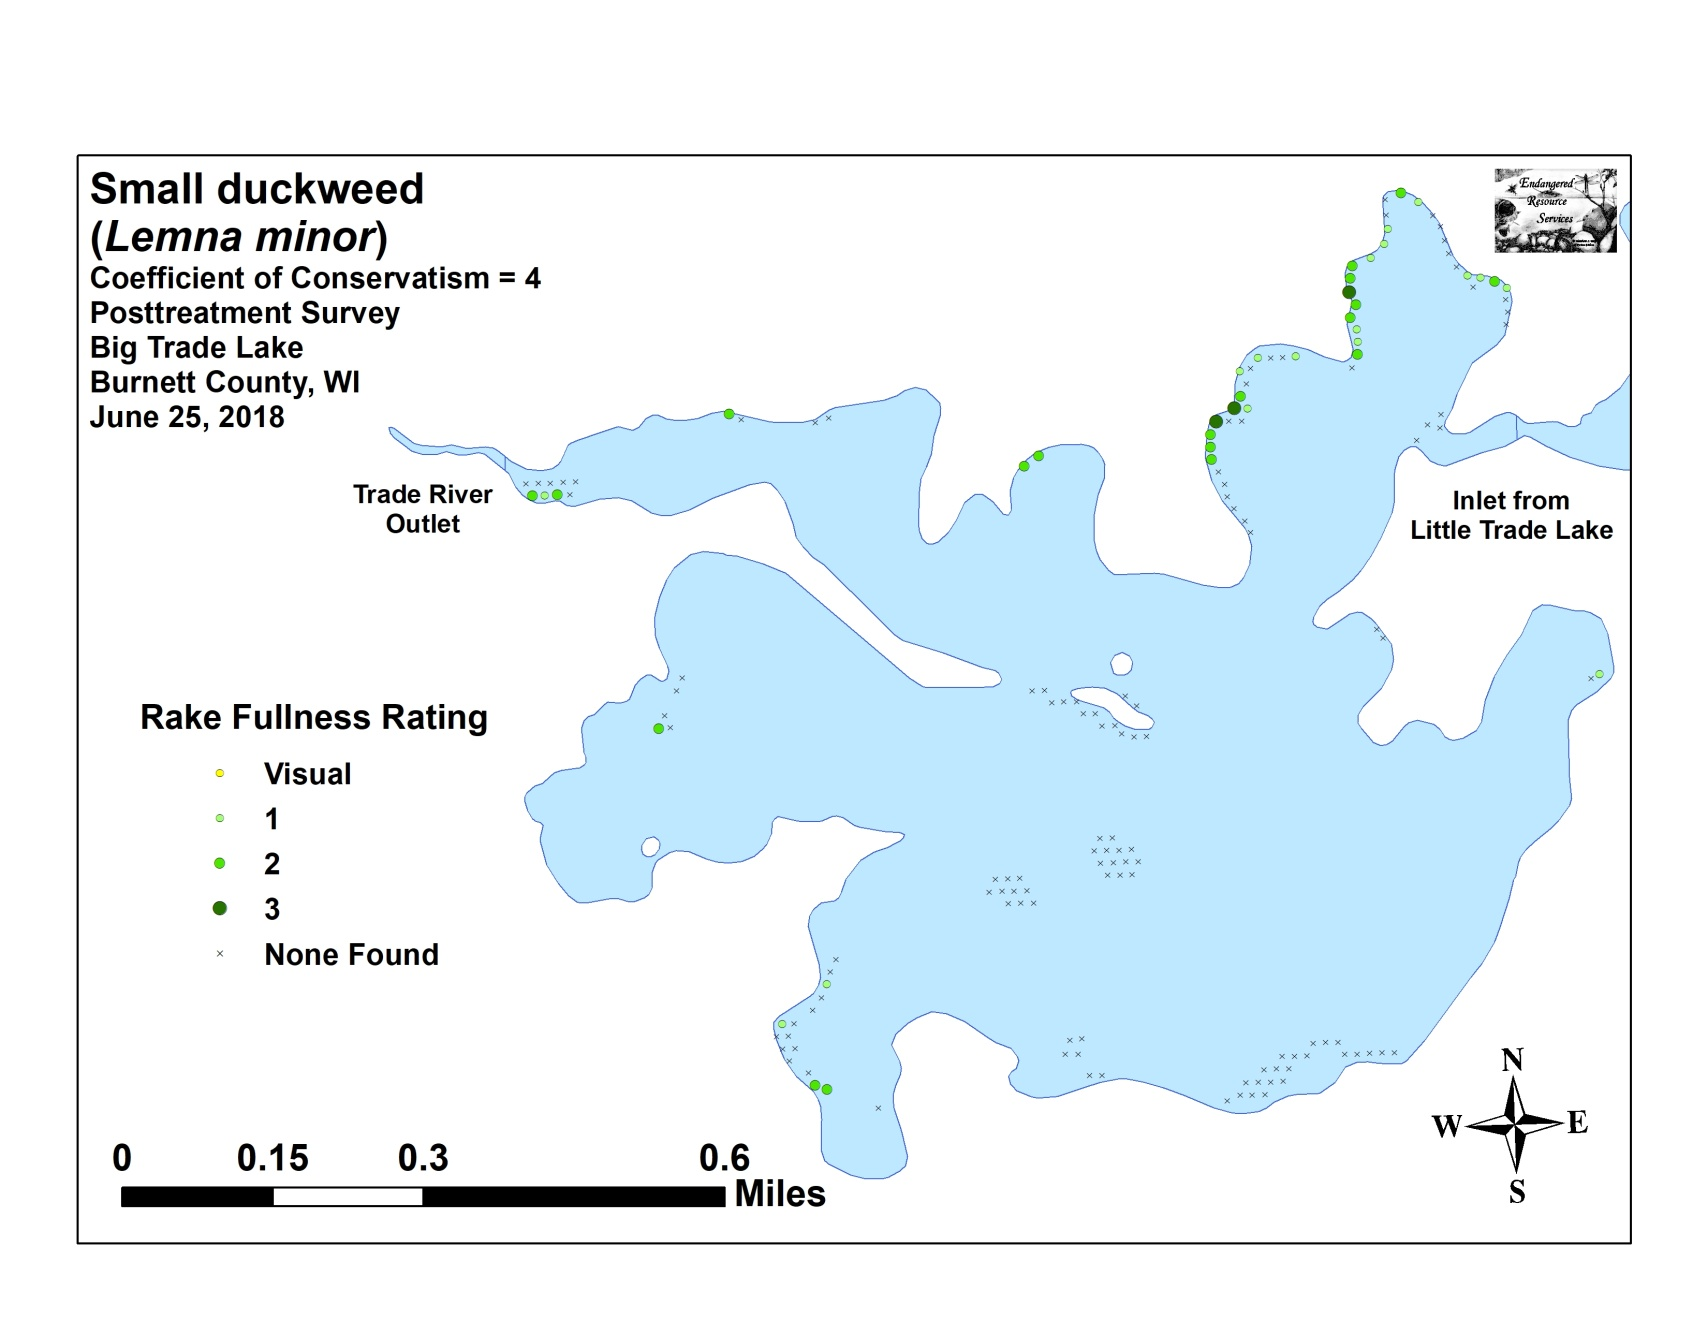 Small duckweed
(Lemna minor)
Coefficient of Conservatism = 4
Posttreatment Survey
Big Trade Lake
Burnett County, WI
June 25, 2018
Endangered
Resource
Services
Trade River
Outlet
Inlet from
Little Trade Lake
Rake Fullness Rating
Visual
1
2
3
None Found
0 0.15 0.3 0.6
Miles
N
W E
S